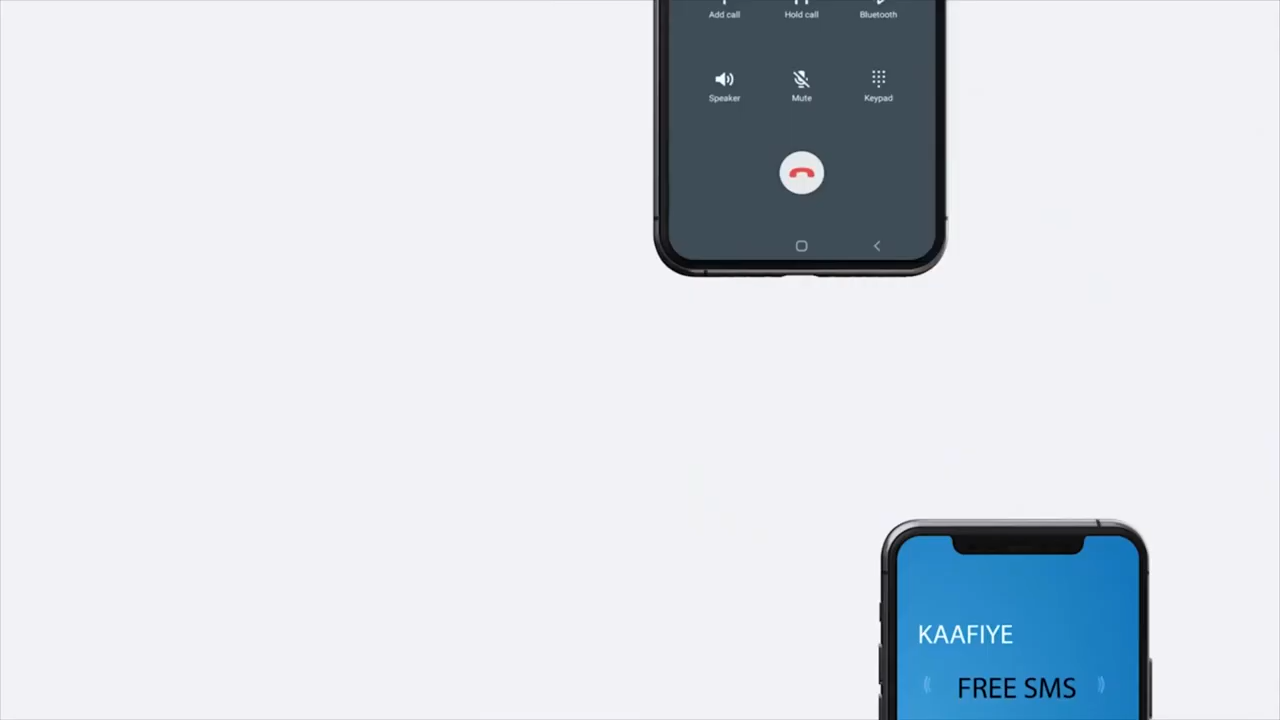 Add call Hold call Bluetooth
Speaker Mute Keypad
KAAFIYE
FREE SMS